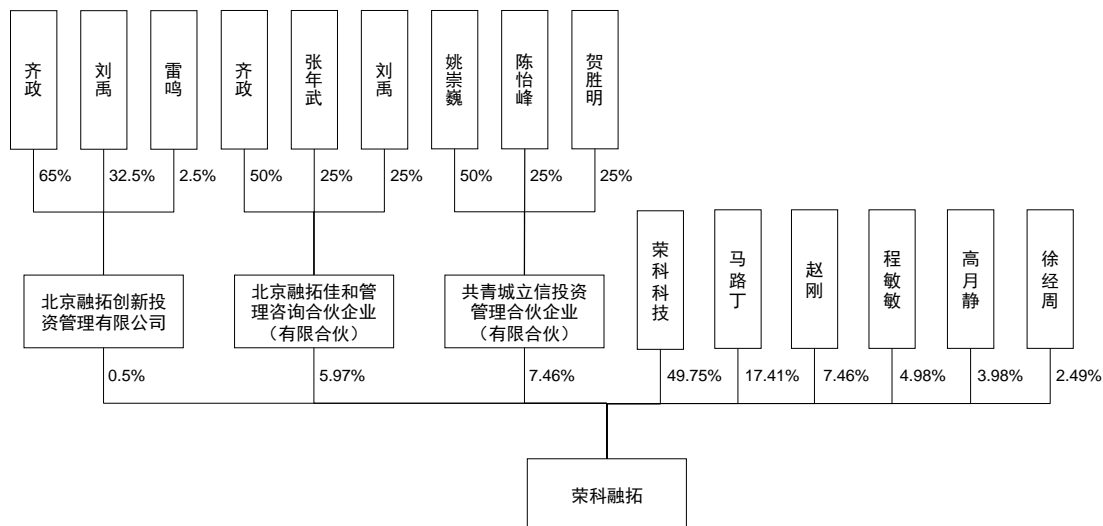 齐政
刘禹
雷鸣
齐政
张年武
刘禹
姚崇巍
陈怡峰
贺胜明
65%
32.5%
2.5%
50%
25%
25%
50%
25%
25%
北京融拓创新投
资管理有限公司
北京融拓佳和管
理咨询合伙企业
（有限合伙）
共青城立信投资
管理合伙企业
（有限合伙）
荣科科技
马路丁
赵刚
程敏敏
高月静
徐经周
0.5%
5.97%
7.46%
49.75%
17.41%
7.46%
4.98%
3.98%
2.49%
荣科融拓